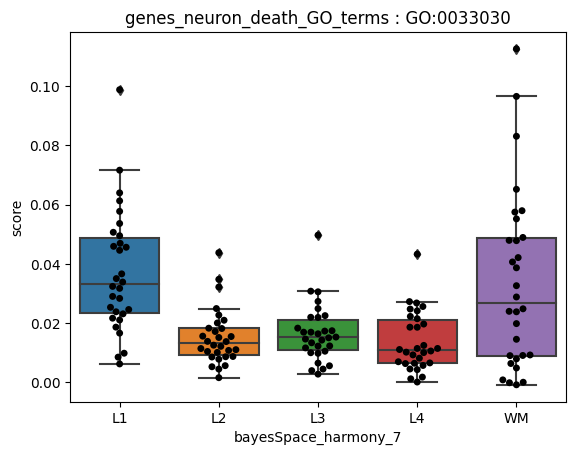 genes_neuron_death_GO_terms : GO:0033030
score
0.10
0.08
0.06
0.04
0.02
0.00
L1 L2 L3 L4 WM
bayesSpace_harmony_7